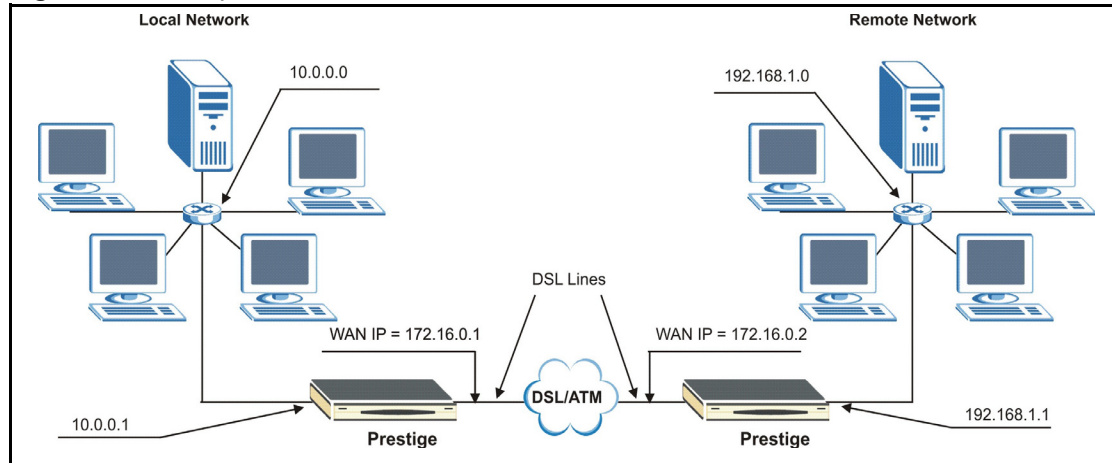 Local Network
Remote Network
10.0.0.0
192.168.1.0
DSL Lines
WAN IP = 172.16.0.1
WAN IP = 172.16.0.2
DSL/ATM
10.0.0.1
Prestige
Prestige
192.168.1.1